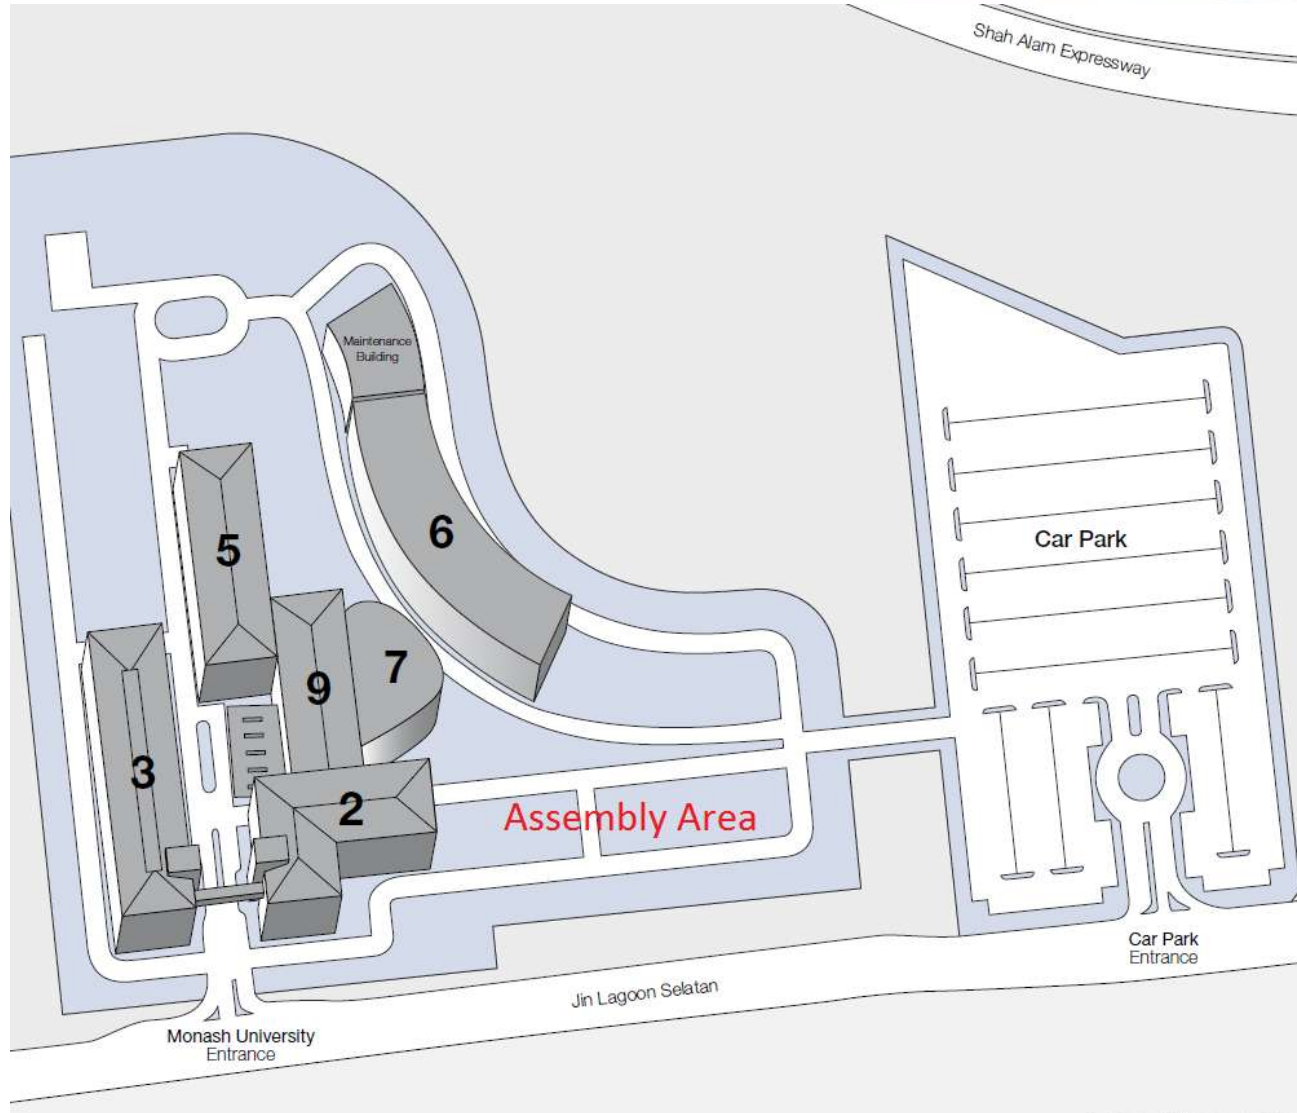 Shah Alam Expressway
Maintenance
Building
5
6
Car Park
7
9
3
2
Assembly Area
Car Park
Entrance
Jin Lagoon Selatan
Monash University
Entrance